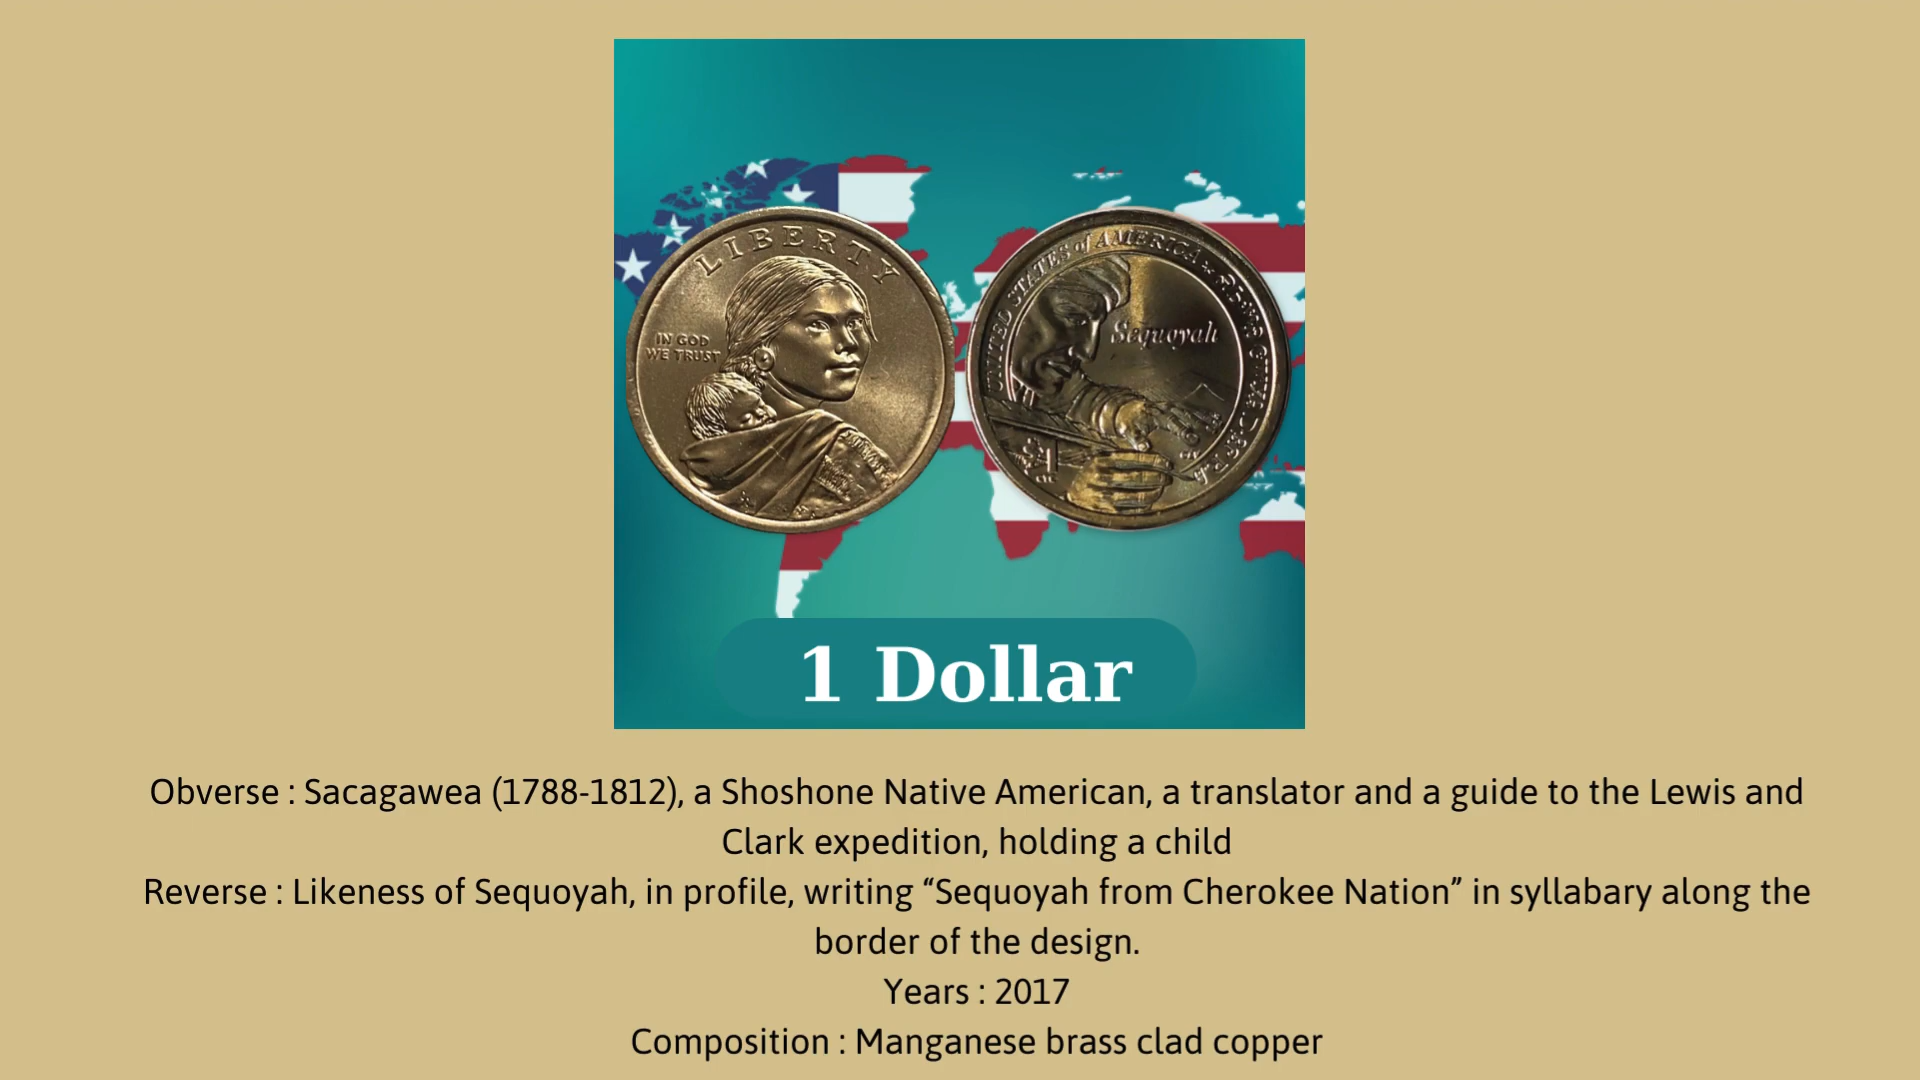 LIBERTY
IN GOD
WE TRUST
UNITED STATES of AMERICA
Sequoyah
$1
1 Dollar
Obverse : Sacagawea (1788-1812), a Shoshone Native American, a translator and a guide to the Lewis and
Clark expedition, holding a child
Reverse : Likeness of Sequoyah, in profile, writing “Sequoyah from Cherokee Nation” in syllabary along the
border of the design.
Years : 2017
Composition : Manganese brass clad copper